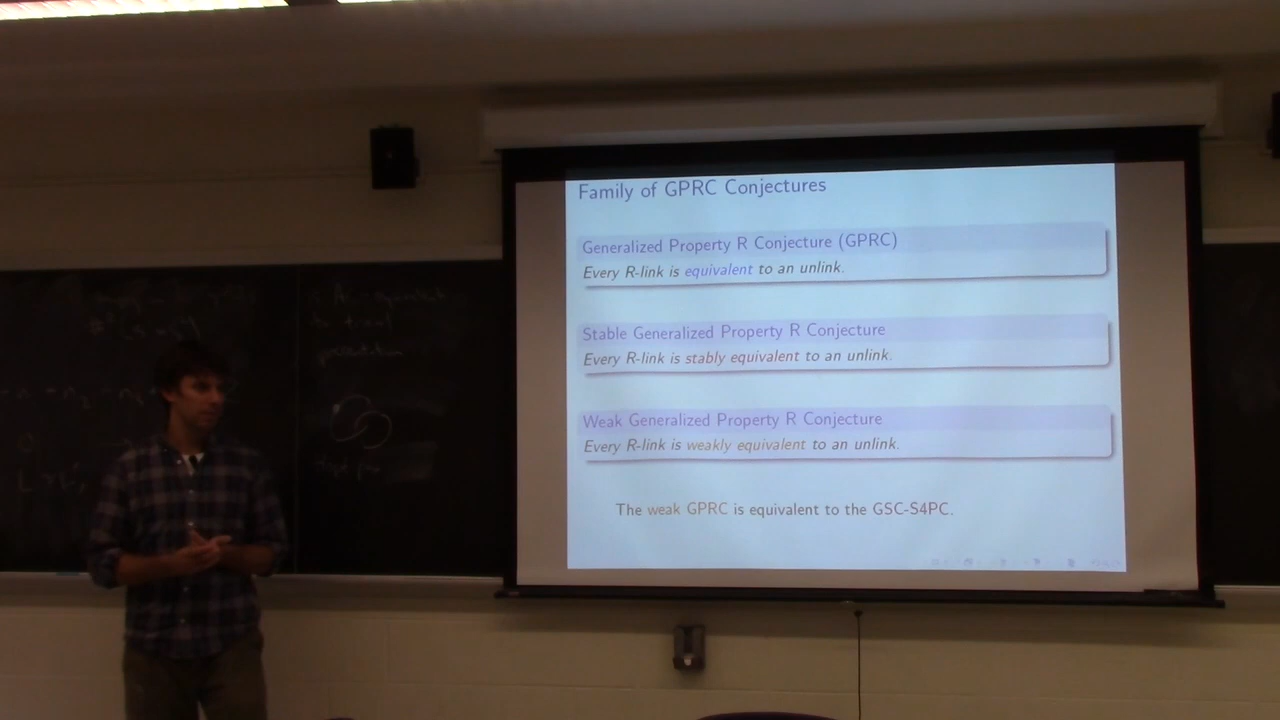 Family of GPRC Conjectures
Generalized Property R Conjecture (GPRC)
Every R-link is equivalent to an unlink.
Stable Generalized Property R Conjecture
Every R-link is stably equivalent to an unlink.
Weak Generalized Property R Conjecture
Every R-link is weakly equivalent to an unlink.
The weak GPRC is equivalent to the GSC-S4PC.